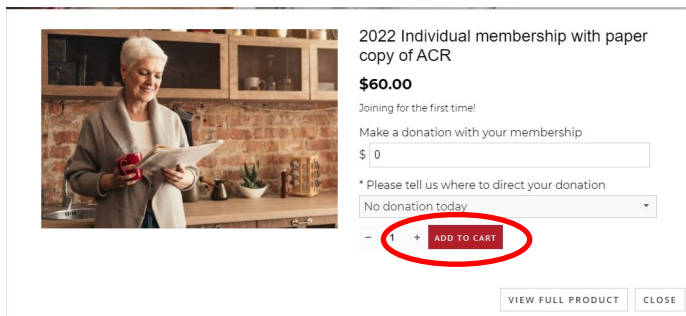 2022 Individual membership with paper
copy of ACR
$60.00
Joining for the first time!
Make a donation with your membership
$ 0
* Please tell us where to direct your donation
No donation today
- 1 + ADD TO CART
VIEW FULL PRODUCT CLOSE